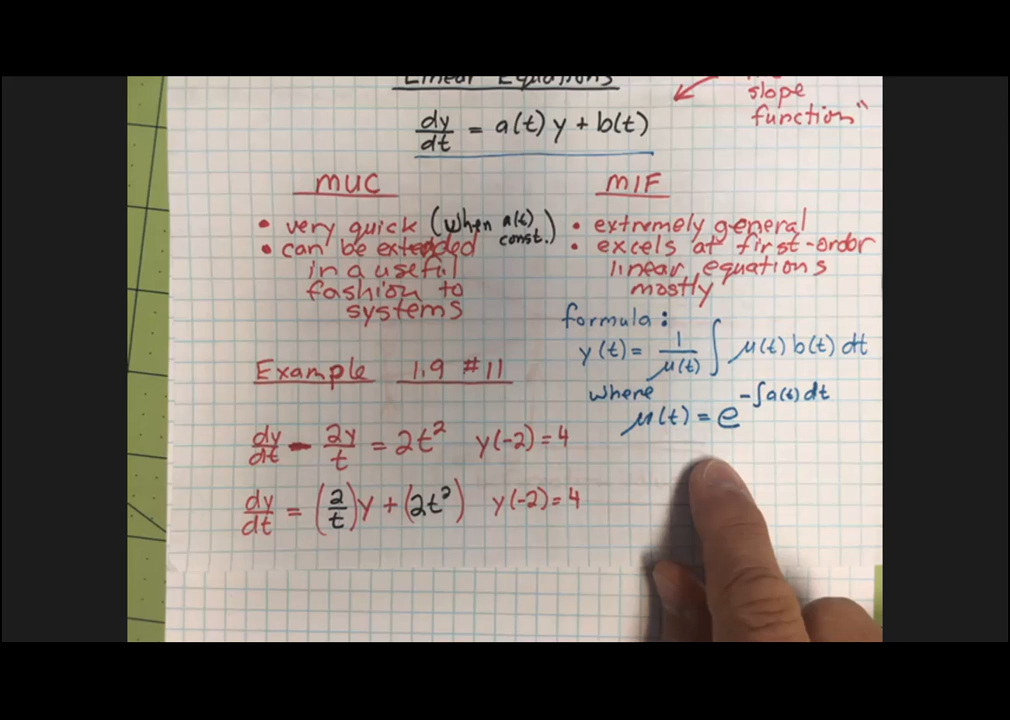 Linear Equations
slope
function"
dy/dt = a(t) y + b(t)
MUC
• very quick (when a(t) const.)
• can be extended
in a useful
fashion to
systems
MIF
• extremely general
• excels at first-order
linear equations
mostly
formula:
y(t) = 1/μ(t) ∫ μ(t) b(t) dt
where
μ(t) = e^(-∫a(t) dt)
Example 1.9 #11
dy/dt - 2y/t = 2t² y(-2) = 4
dy/dt = (2/t)y + (2t²) y(-2) = 4